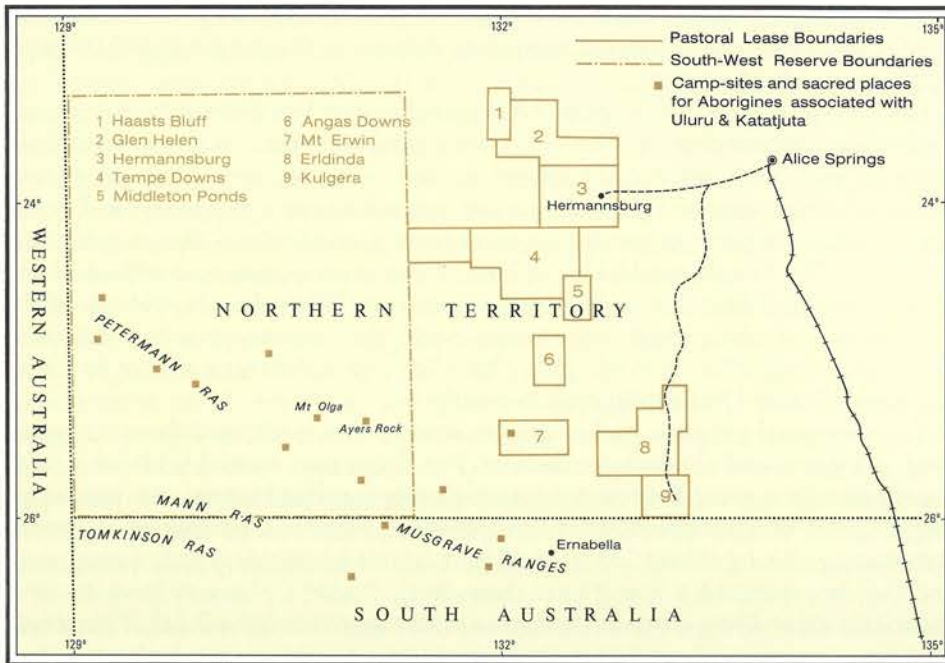 129°
132°
135°
Pastoral Lease Boundaries
South-West Reserve Boundaries
Camp-sites and sacred places
for Aborigines associated with
Uluru & Katatjuta
1 Haasts Bluff
2 Glen Helen
3 Hermannsburg
4 Tempe Downs
5 Middleton Ponds
6 Angas Downs
7 Mt Erwin
8 Erldinda
9 Kulgera
1
2
Alice Springs
3
Hermannsburg
24°
24°
WESTERN AUSTRALIA
4
5
NORTHERN TERRITORY
PETERMANN RAS
6
Mt Olga
Ayers Rock
7
8
9
MANN RAS
26°
26°
TOMKINSON RAS
MUSGRAVE RANGES
Ernabella
SOUTH AUSTRALIA
129°
132°
135°